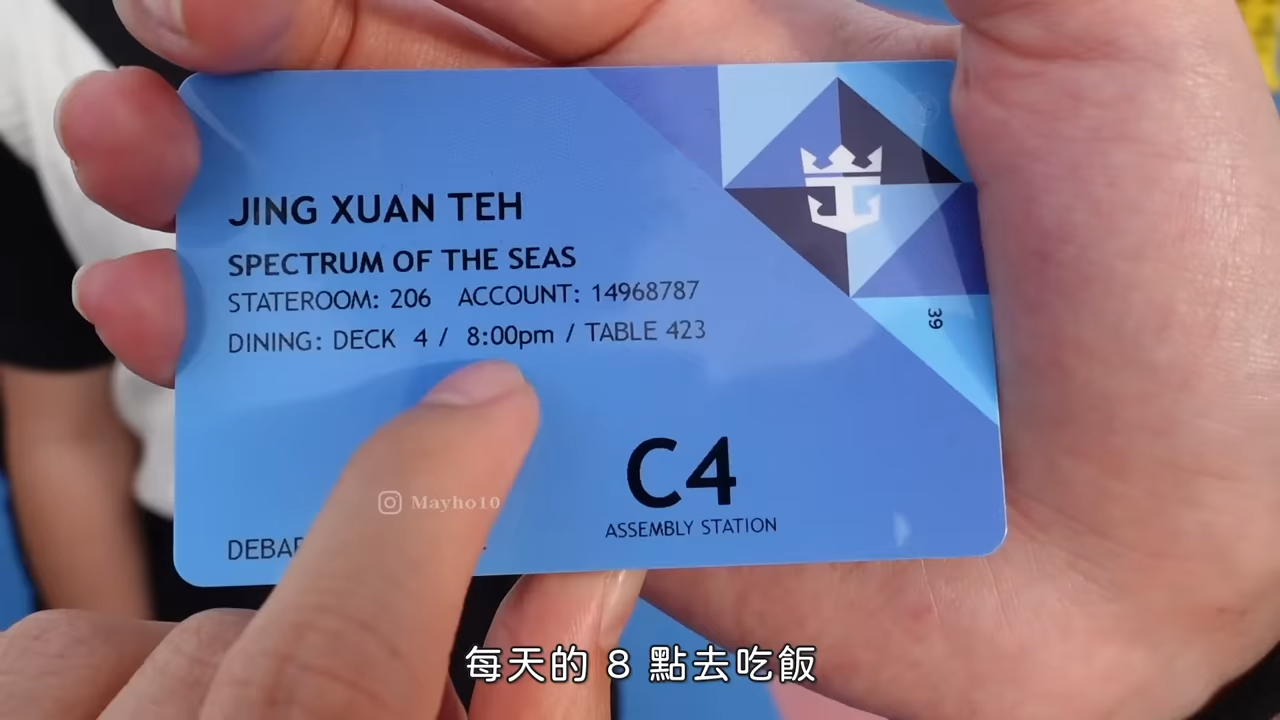 JING XUAN TEH
SPECTRUM OF THE SEAS
STATEROOM: 206 ACCOUNT: 14968787
DINING: DECK 4 / 8:00pm / TABLE 423
39
C4
ASSEMBLY STATION
Mayho10
每天的 8 點去吃飯